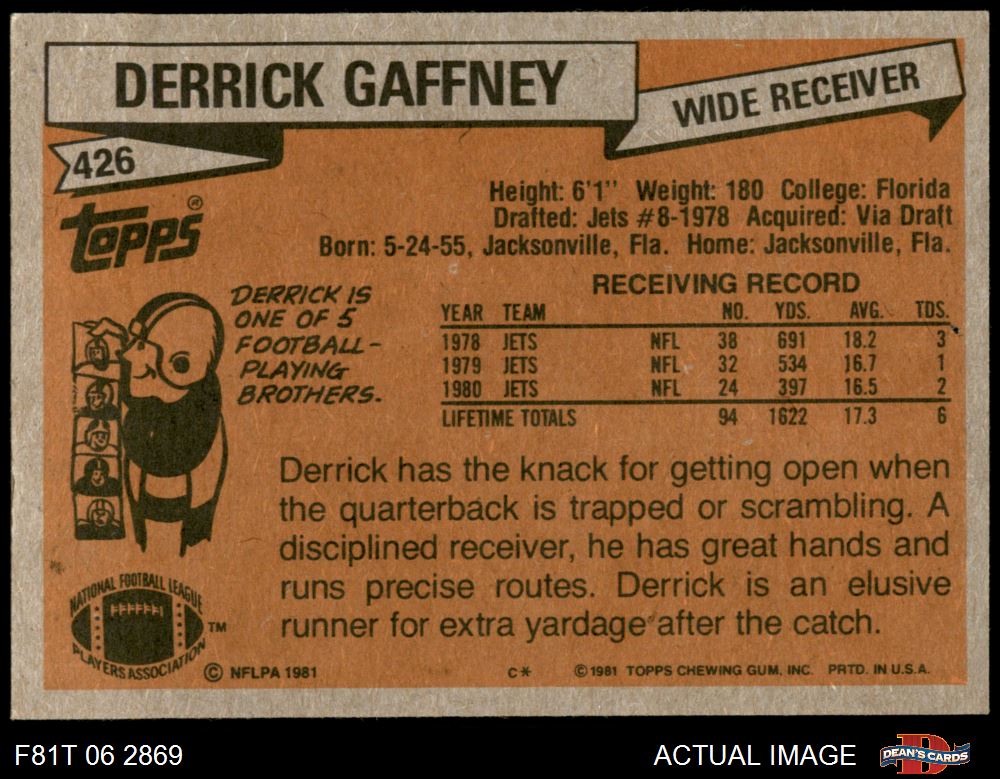 DERRICK GAFFNEY
WIDE RECEIVER
426
TOPPS®
Height: 6'1" Weight: 180 College: Florida
Drafted: Jets #8-1978 Acquired: Via Draft
Born: 5-24-55, Jacksonville, Fla. Home: Jacksonville, Fla.
DERRICK IS
ONE OF 5
FOOTBALL-
PLAYING
BROTHERS.
RECEIVING RECORD
YEAR TEAM NO. YDS. AVG. TDS.
1978 JETS NFL 38 691 18.2 3
1979 JETS NFL 32 534 16.7 1
1980 JETS NFL 24 397 16.5 2
LIFETIME TOTALS 94 1622 17.3 6
Derrick has the knack for getting open when
the quarterback is trapped or scrambling. A
disciplined receiver, he has great hands and
runs precise routes. Derrick is an elusive
runner for extra yardage after the catch.
NATIONAL FOOTBALL LEAGUE
PLAYERS ASSOCIATION
TM
© NFLPA 1981
C*
© 1981 TOPPS CHEWING GUM, INC. PRTD. IN U.S.A.
F81T 06 2869
ACTUAL IMAGE
DEAN'S CARDS